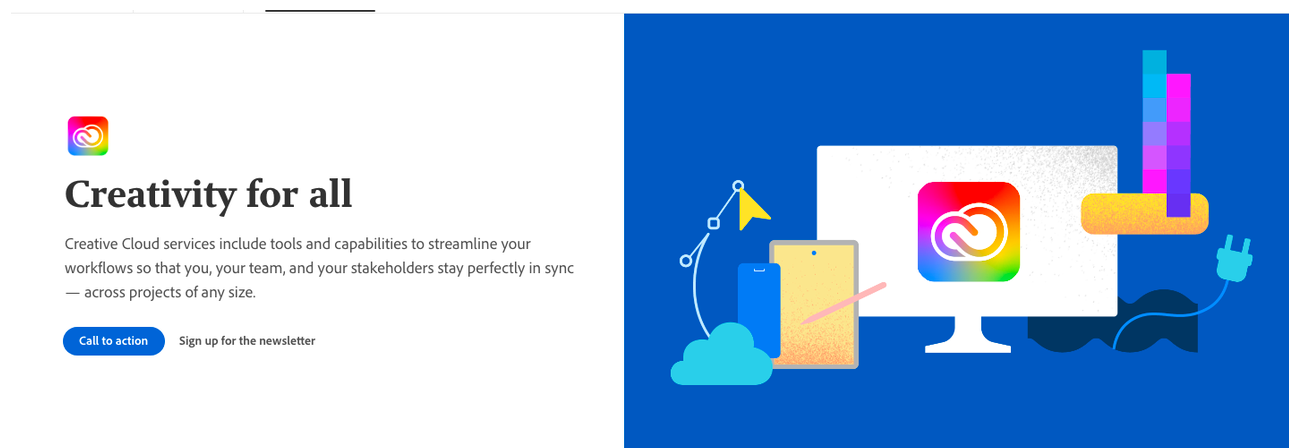 Creativity for all
Creative Cloud services include tools and capabilities to streamline your
workflows so that you, your team, and your stakeholders stay perfectly in sync
— across projects of any size.
Call to action
Sign up for the newsletter